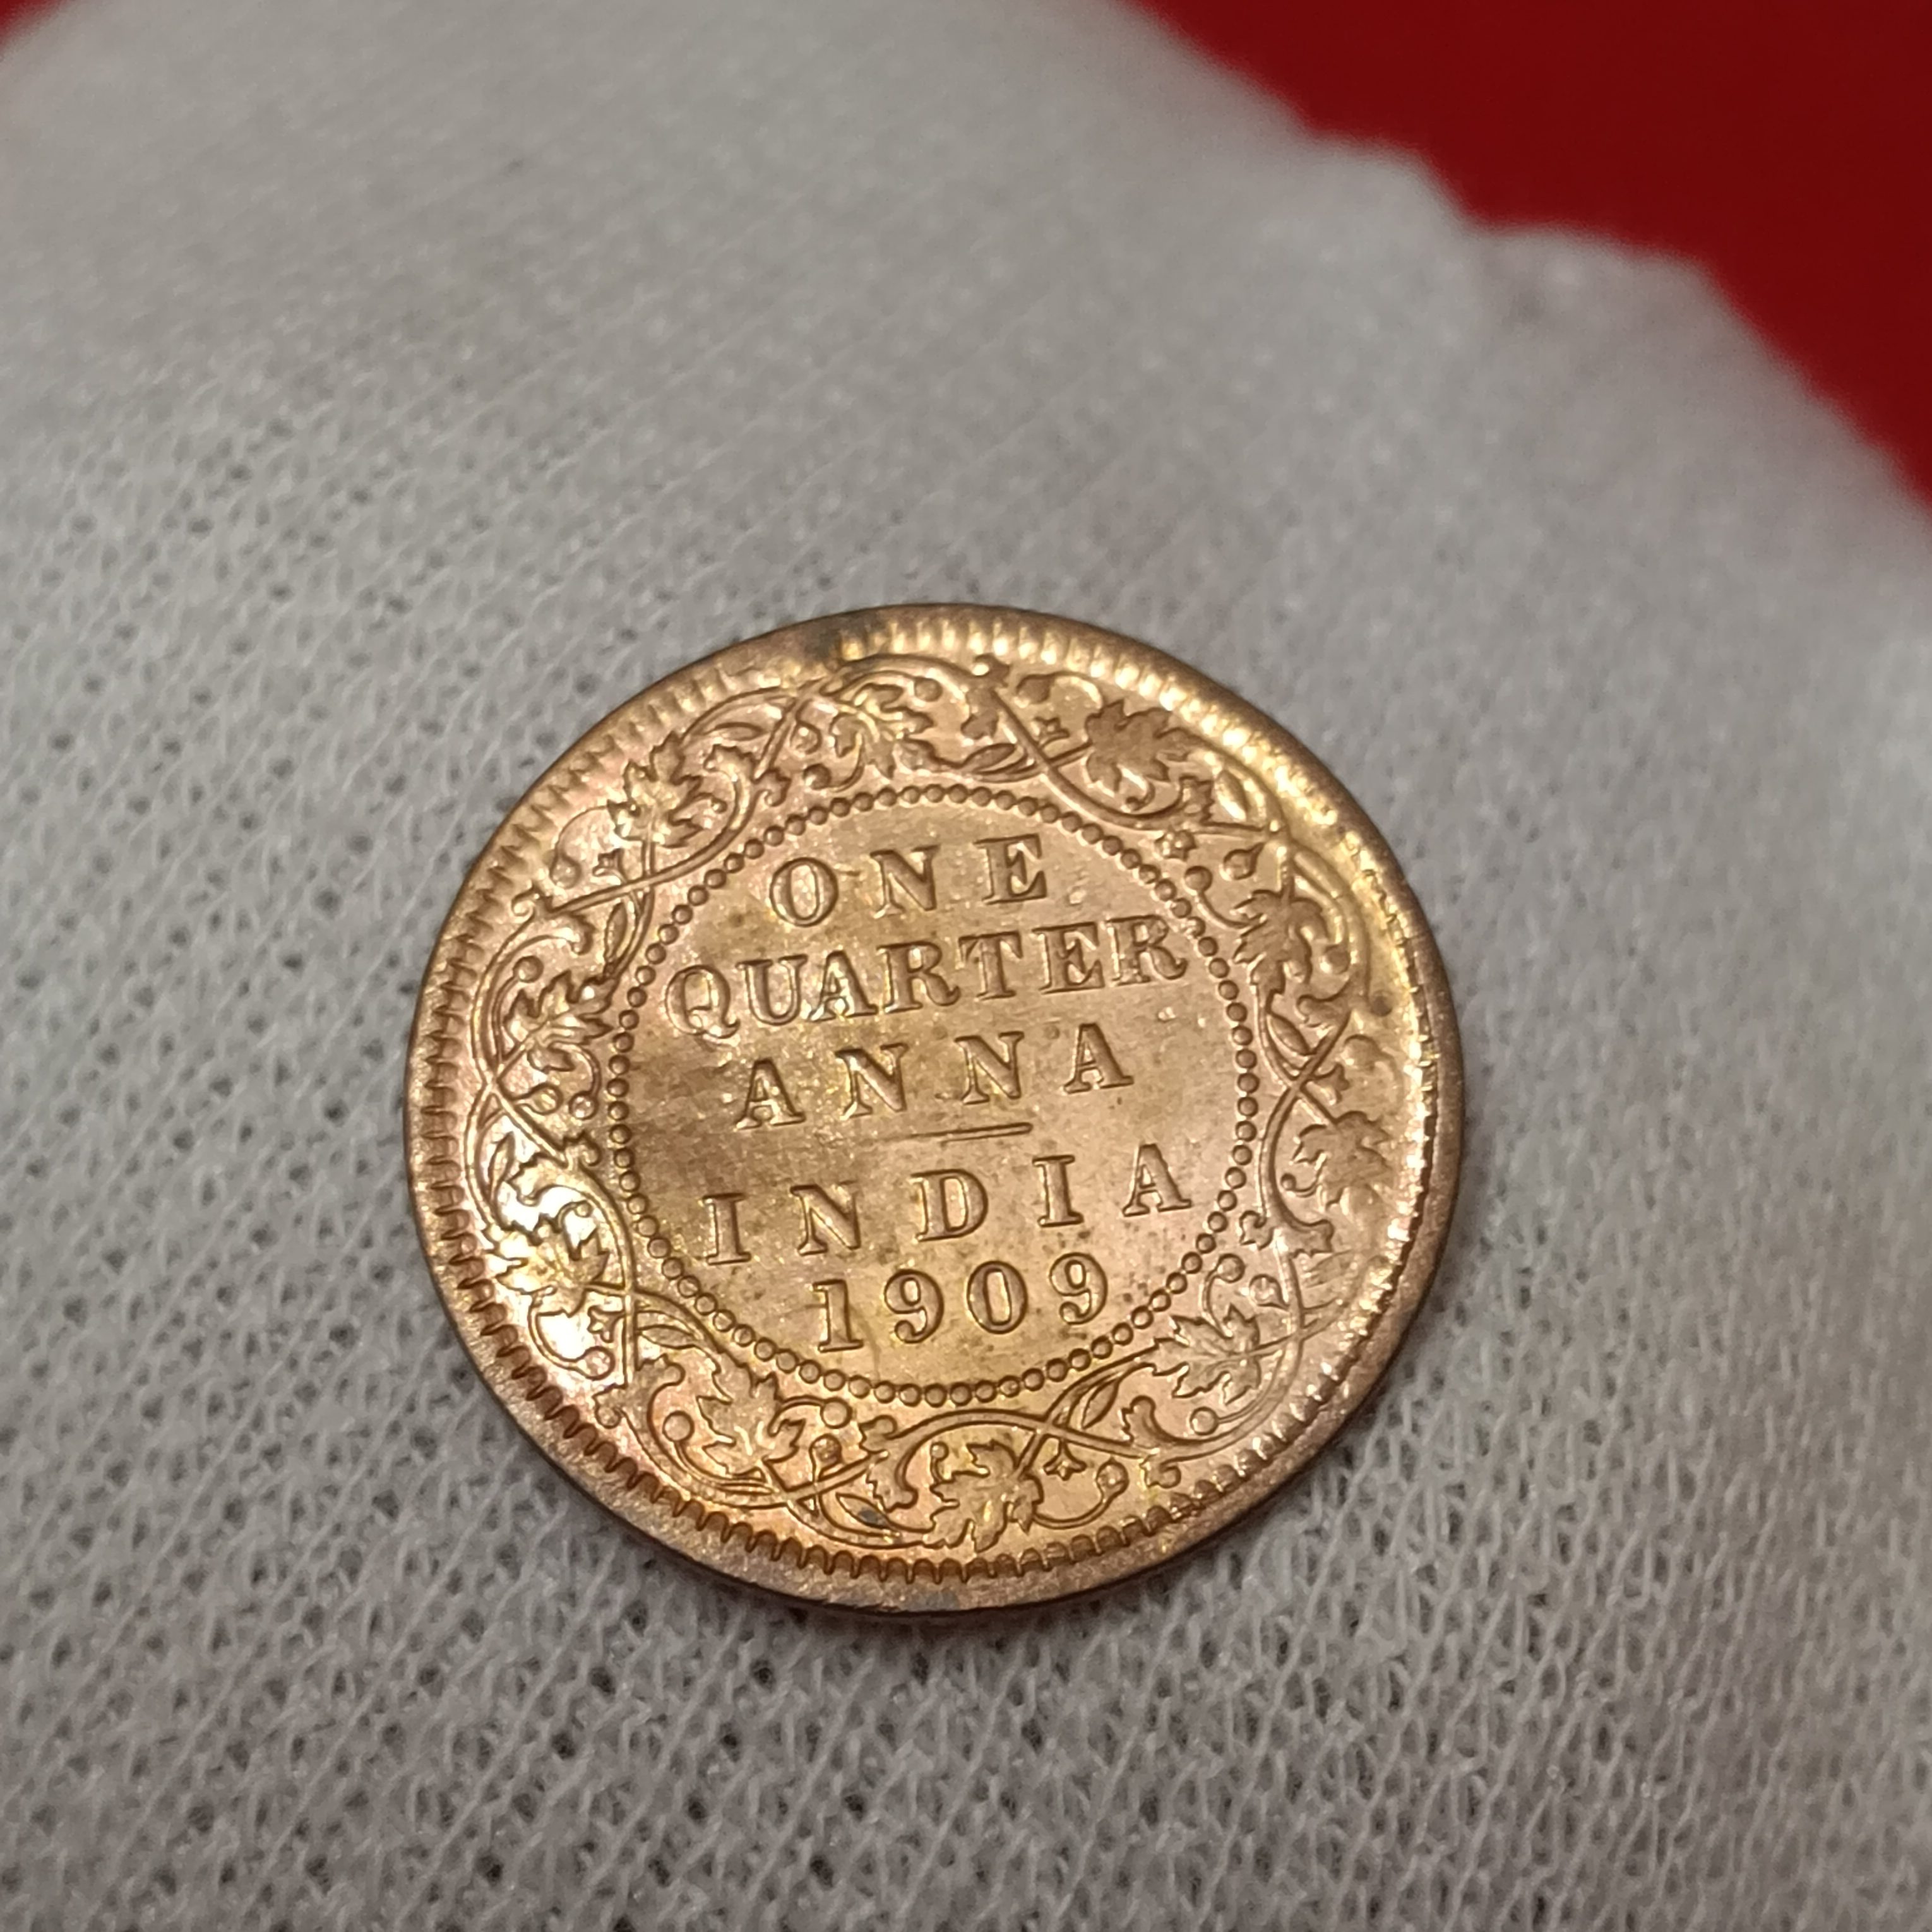 ONE
QUARTER
ANNA
INDIA
1909